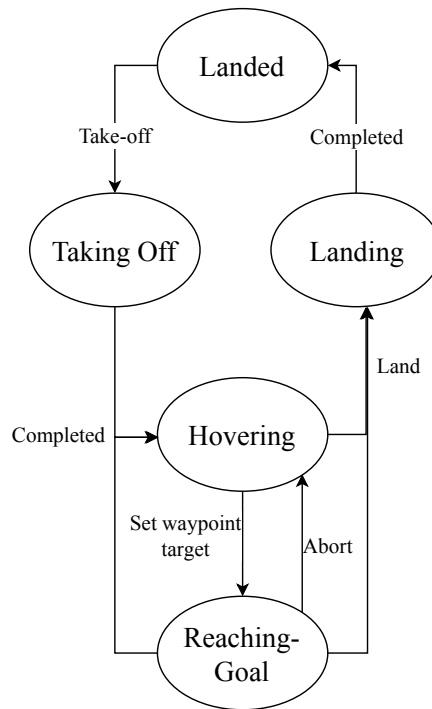 Landed
Take-off
Completed
Taking Off
Landing
Land
Completed
Hovering
Set waypoint
target
Abort
Reaching-
Goal